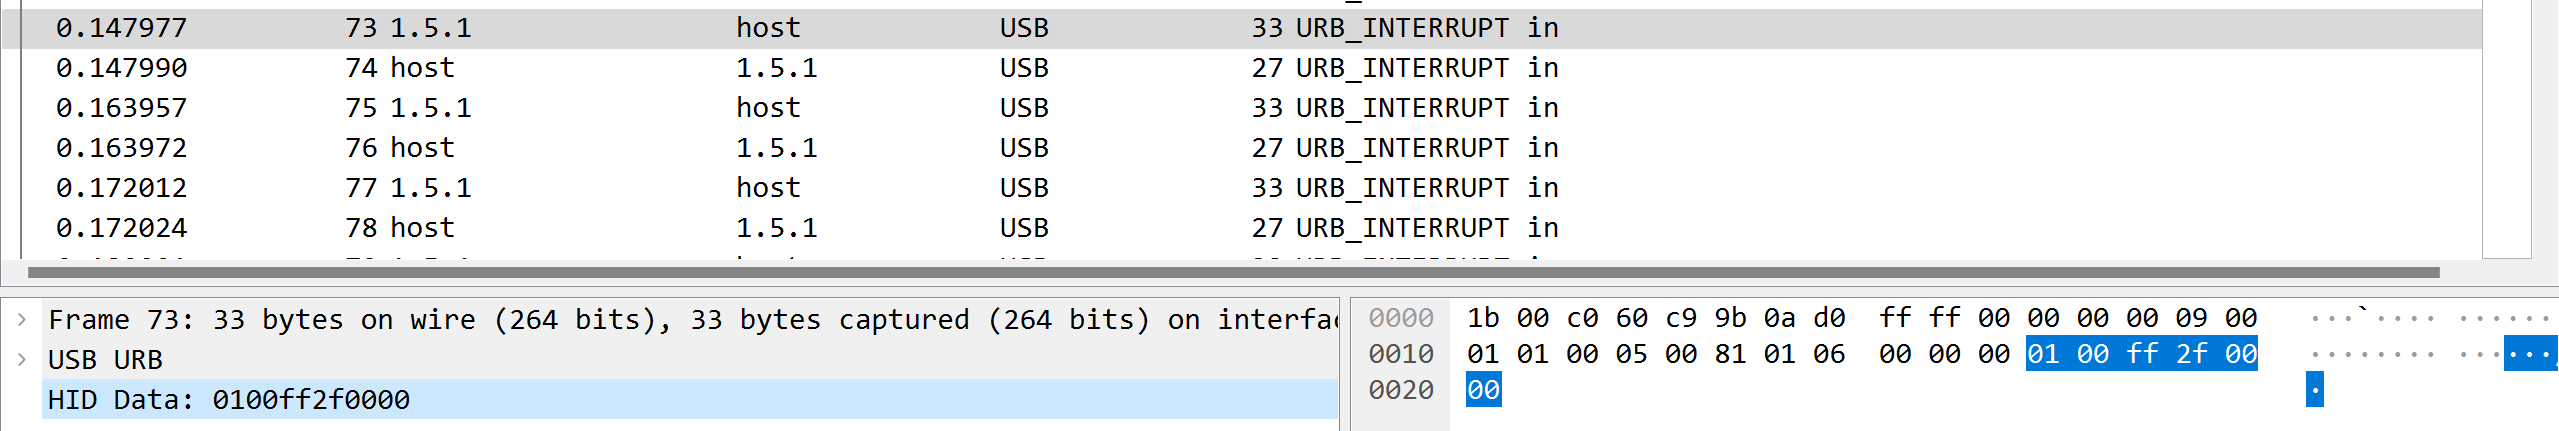 0.147977 73 1.5.1 host USB 33 URB_INTERRUPT in
0.147990 74 host 1.5.1 USB 27 URB_INTERRUPT in
0.163957 75 1.5.1 host USB 33 URB_INTERRUPT in
0.163972 76 host 1.5.1 USB 27 URB_INTERRUPT in
0.172012 77 1.5.1 host USB 33 URB_INTERRUPT in
0.172024 78 host 1.5.1 USB 27 URB_INTERRUPT in
Frame 73: 33 bytes on wire (264 bits), 33 bytes captured (264 bits) on interfa
USB URB
HID Data: 0100ff2f0000
0000 1b 00 c0 60 c9 9b 0a d0 ff ff 00 00 00 00 09 00 ···`···· ······
0010 01 01 00 05 00 81 01 06 00 00 00 01 00 ff 2f 00 ········ ······
0020 00 ·